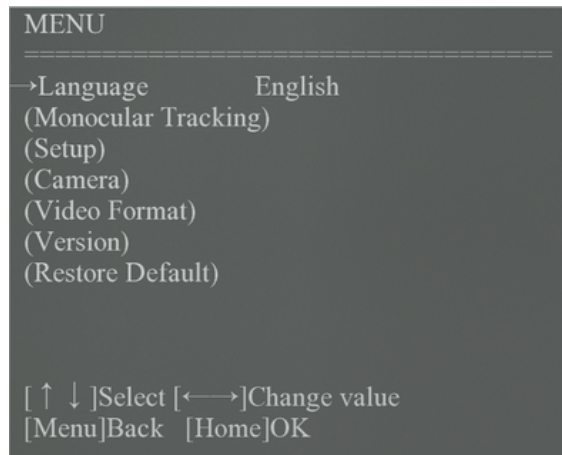 MENU
==================================
→Language English
(Monocular Tracking)
(Setup)
(Camera)
(Video Format)
(Version)
(Restore Default)
[ ↑ ↓ ]Select [←→]Change value
[Menu]Back [Home]OK